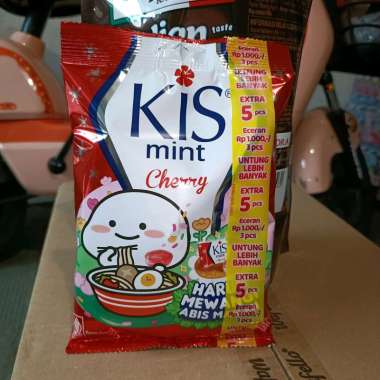 taste
KiS®
mint
Cherry
HAR
MEWA
ABIS M
KiS
Eceran
Rp 1.000,-/
3 pcs
UNTUNG
LEBIH
BANYAK
EXTRA
5 pcs
Eceran
Rp 1.000,-/
3 pcs
UNTUNG
LEBIH
BANYAK
EXTRA
5 pcs
Eceran
Rp 1.000,-/
3 pcs
UNTUNG
LEBIH
BANYAK
EXTRA
5 pcs
Eceran
Rp 1.000,-/
3 pcs